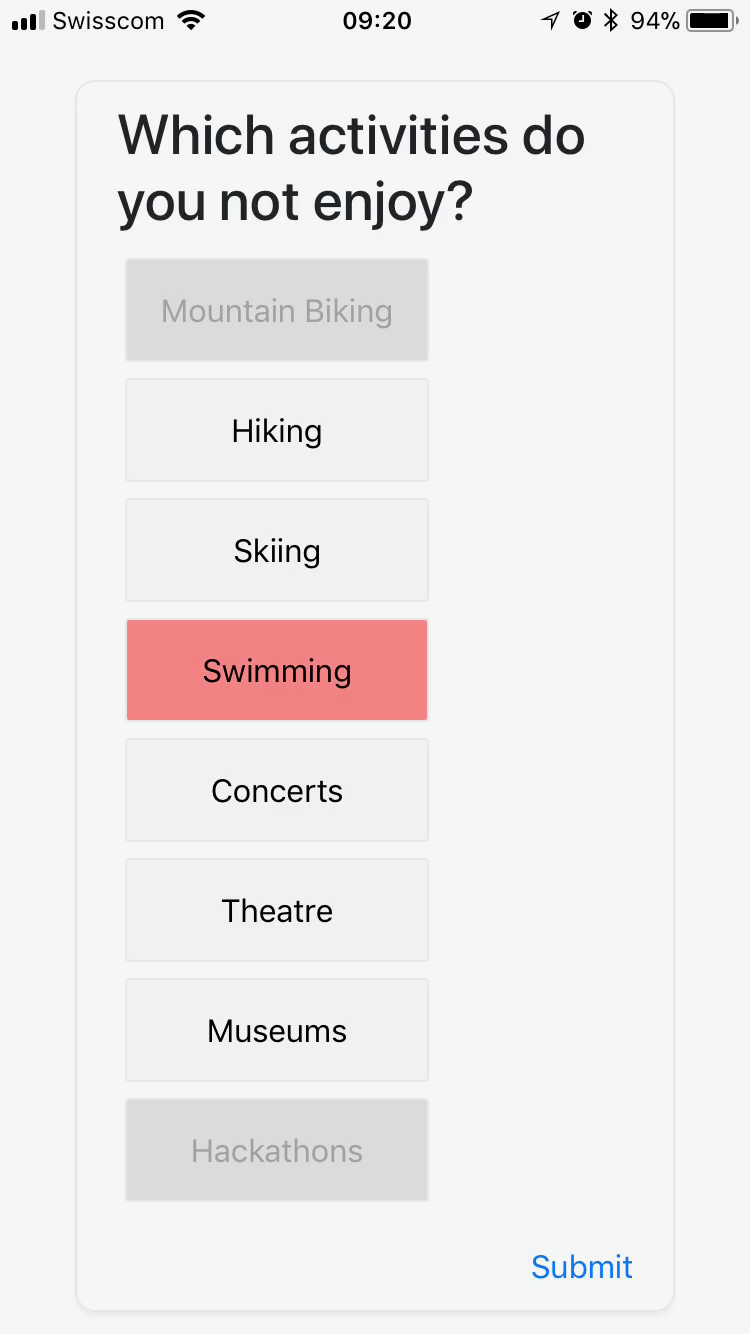 Swisscom 09:20 94%
Which activities do
you not enjoy?
Mountain Biking
Hiking
Skiing
Swimming
Concerts
Theatre
Museums
Hackathons
Submit